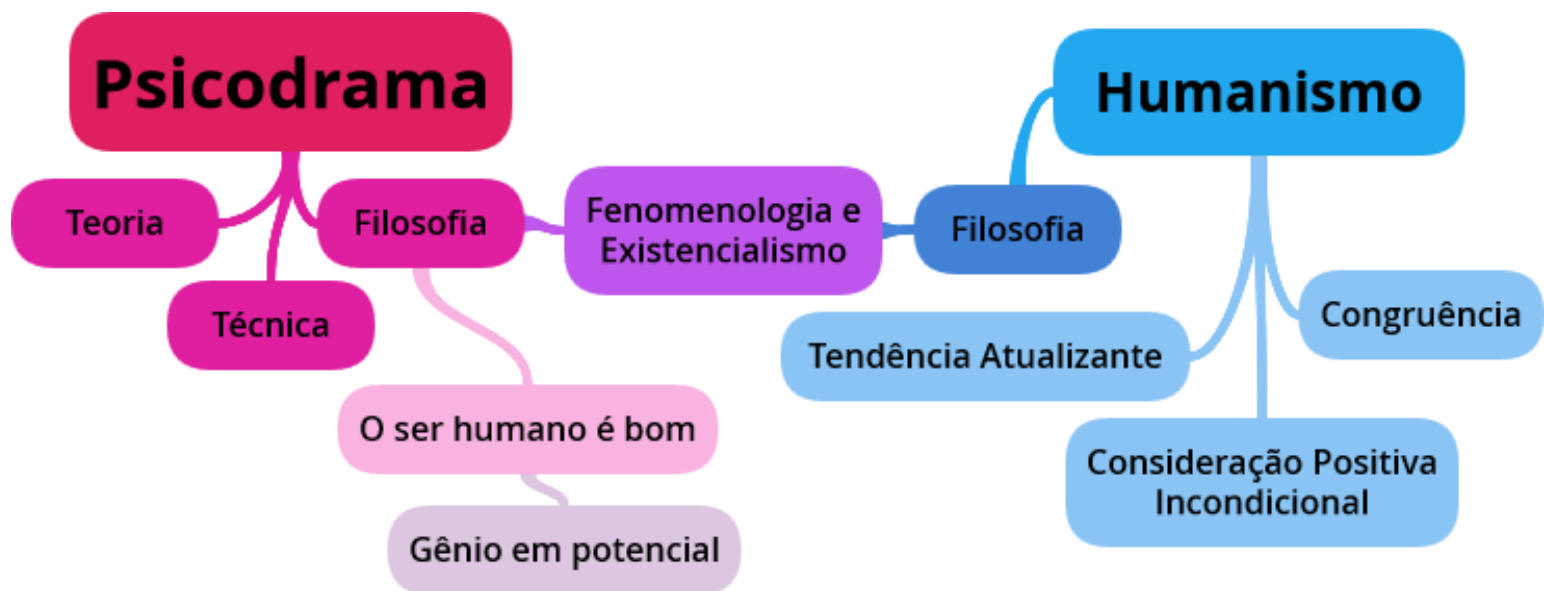 Psicodrama
Humanismo
Teoria
Filosofia
Fenomenologia e
Existencialismo
Filosofia
Técnica
Congruência
Tendência Atualizante
O ser humano é bom
Consideração Positiva
Incondicional
Gênio em potencial